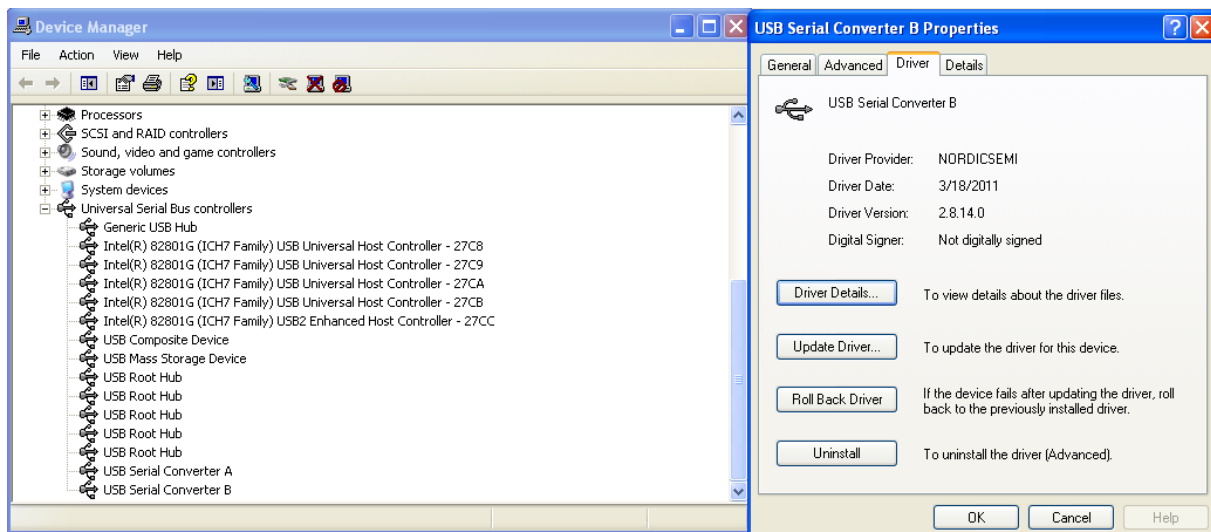 Device Manager
File Action View Help
Processors
SCSI and RAID controllers
Sound, video and game controllers
Storage volumes
System devices
Universal Serial Bus controllers
Generic USB Hub
Intel(R) 82801G (ICH7 Family) USB Universal Host Controller - 27C8
Intel(R) 82801G (ICH7 Family) USB Universal Host Controller - 27C9
Intel(R) 82801G (ICH7 Family) USB Universal Host Controller - 27CA
Intel(R) 82801G (ICH7 Family) USB Universal Host Controller - 27CB
Intel(R) 82801G (ICH7 Family) USB2 Enhanced Host Controller - 27CC
USB Composite Device
USB Mass Storage Device
USB Root Hub
USB Root Hub
USB Root Hub
USB Root Hub
USB Root Hub
USB Serial Converter A
USB Serial Converter B
USB Serial Converter B Properties
General Advanced Driver Details
USB Serial Converter B
Driver Provider: NORDICSEMI
Driver Date: 3/18/2011
Driver Version: 2.8.14.0
Digital Signer: Not digitally signed
Driver Details... To view details about the driver files.
Update Driver... To update the driver for this device.
Roll Back Driver If the device fails after updating the driver, roll
back to the previously installed driver.
Uninstall To uninstall the driver (Advanced).
OK Cancel Help